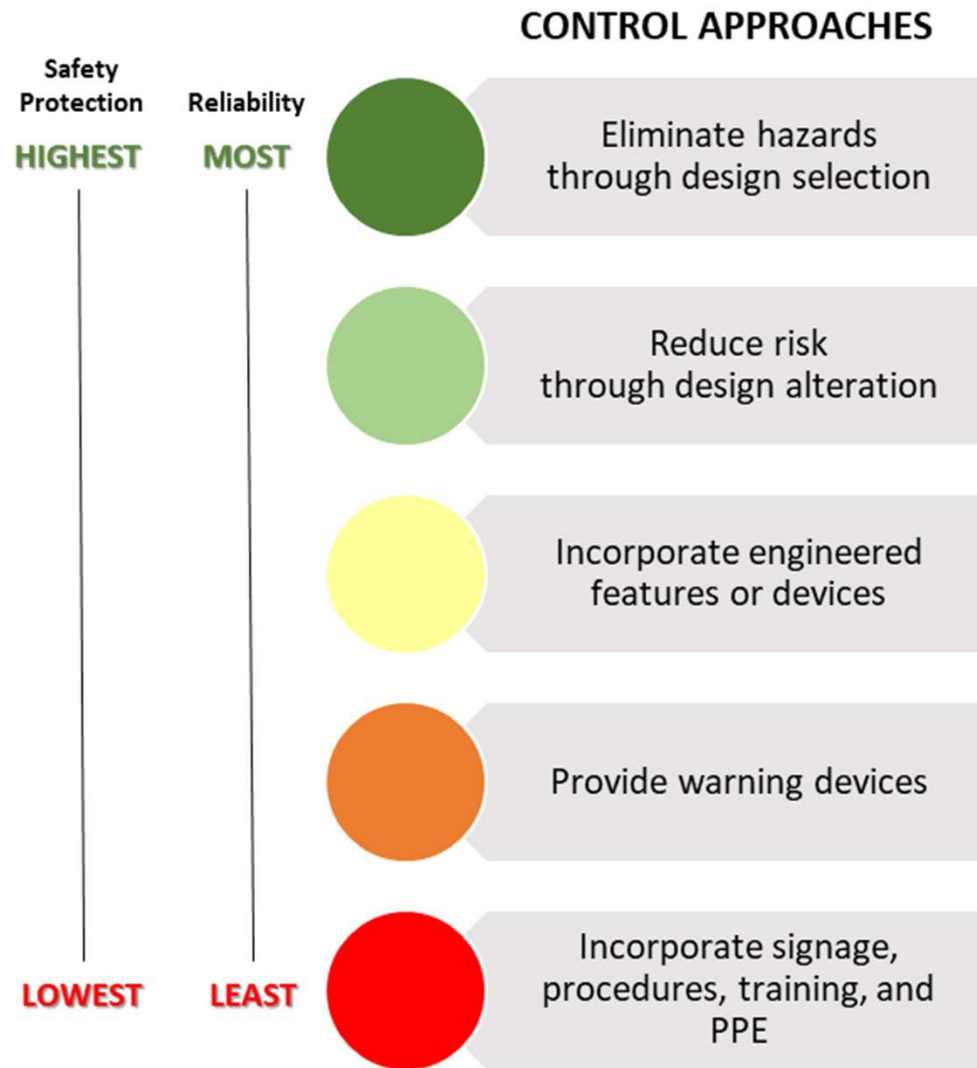 CONTROL APPROACHES
Safety
Protection
Reliability
HIGHEST
MOST
Eliminate hazards
through design selection
Reduce risk
through design alteration
Incorporate engineered
features or devices
Provide warning devices
LOWEST
LEAST
Incorporate signage,
procedures, training, and
PPE